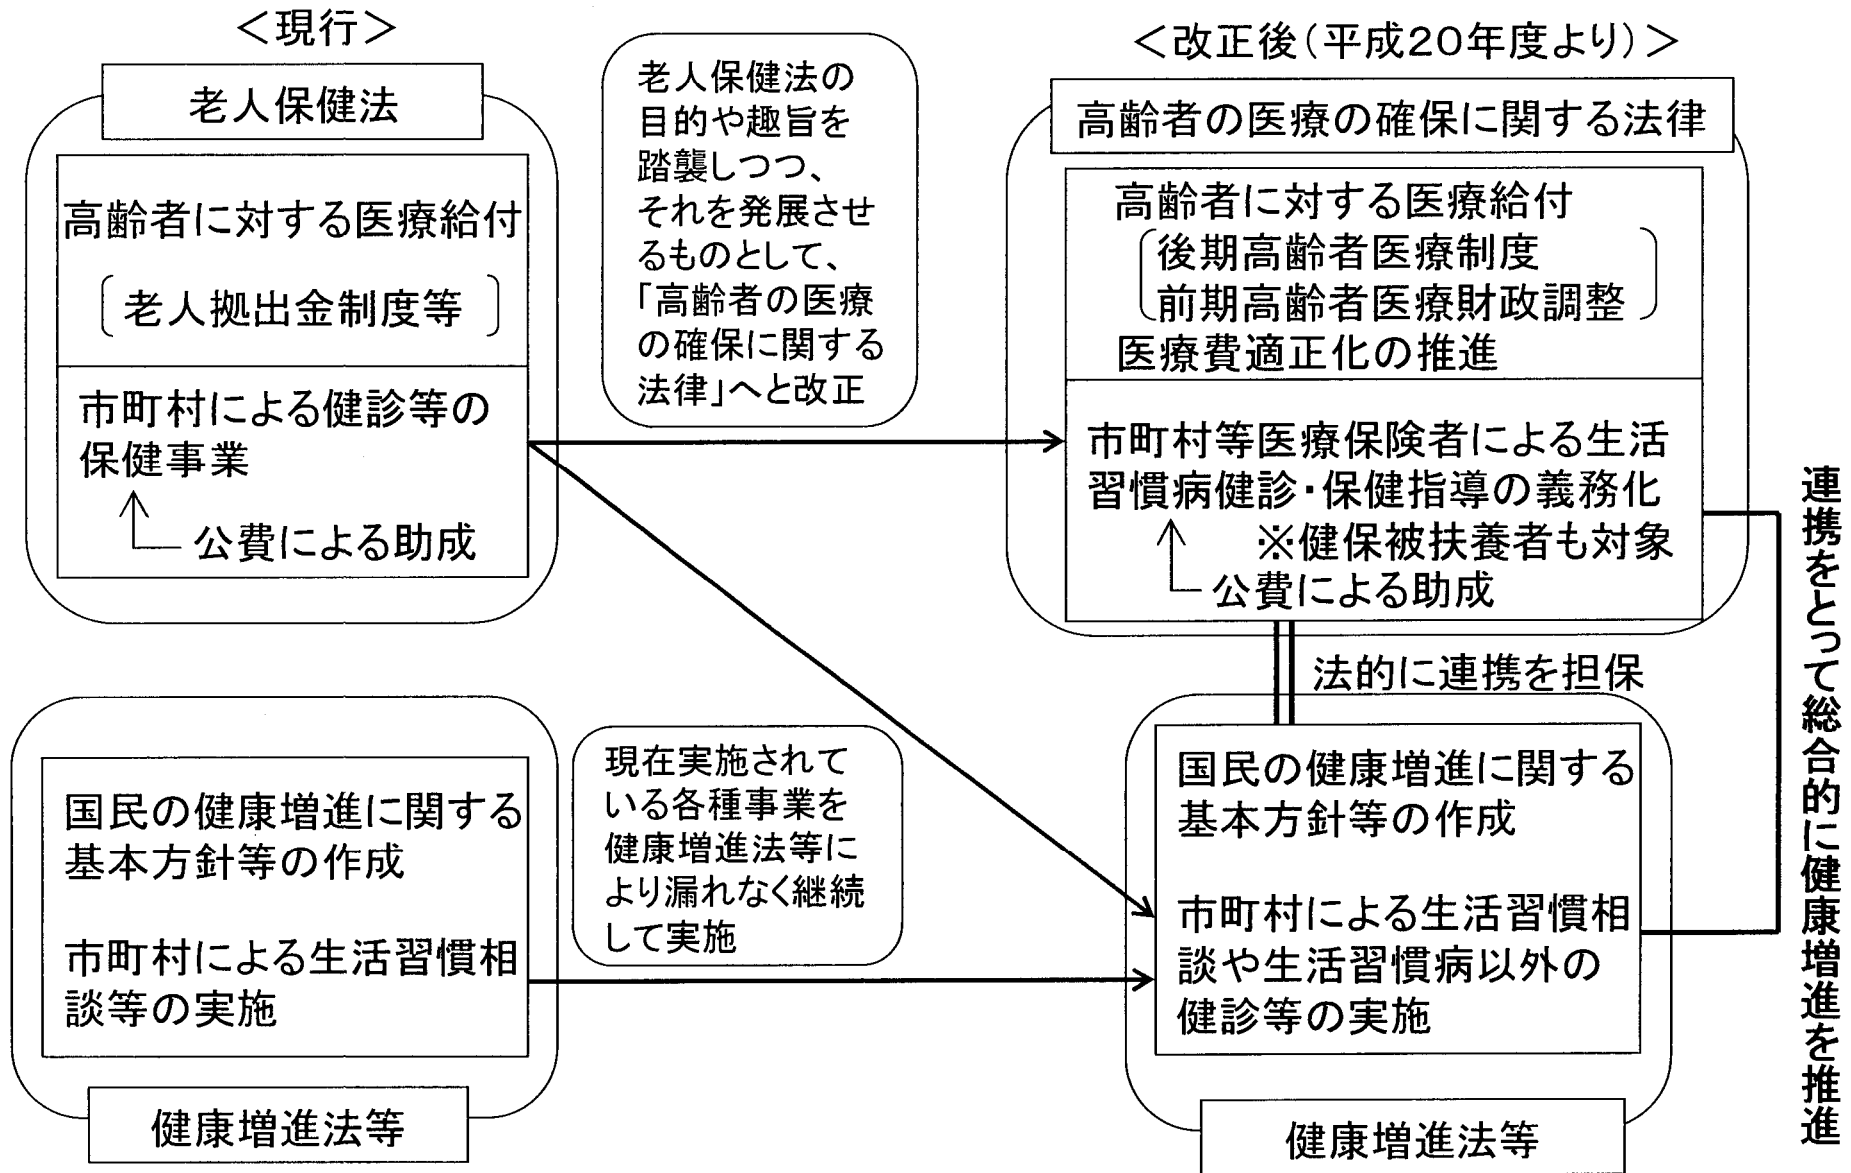 ＜現行＞
老人保健法
高齢者に対する医療給付
老人拠出金制度等
市町村による健診等の
保健事業
公費による助成
老人保健法の
目的や趣旨を
踏襲しつつ、
それを発展させ
るものとして、
「高齢者の医療
の確保に関する
法律」へと改正
＜改正後（平成２０年度より）＞
高齢者の医療の確保に関する法律
高齢者に対する医療給付
後期高齢者医療制度
前期高齢者医療財政調整
医療費適正化の推進
市町村等医療保険者による生活
習慣病健診・保健指導の義務化
※健保被扶養者も対象
公費による助成
法的に連携を担保
国民の健康増進に関する
基本方針等の作成
市町村による生活習慣相
談等の実施
健康増進法等
現在実施されて
いる各種事業を
健康増進法等に
より漏れなく継続
して実施
国民の健康増進に関する
基本方針等の作成
市町村による生活習慣相
談や生活習慣病以外の
健診等の実施
健康増進法等
連携をとって総合的に健康増進を推進